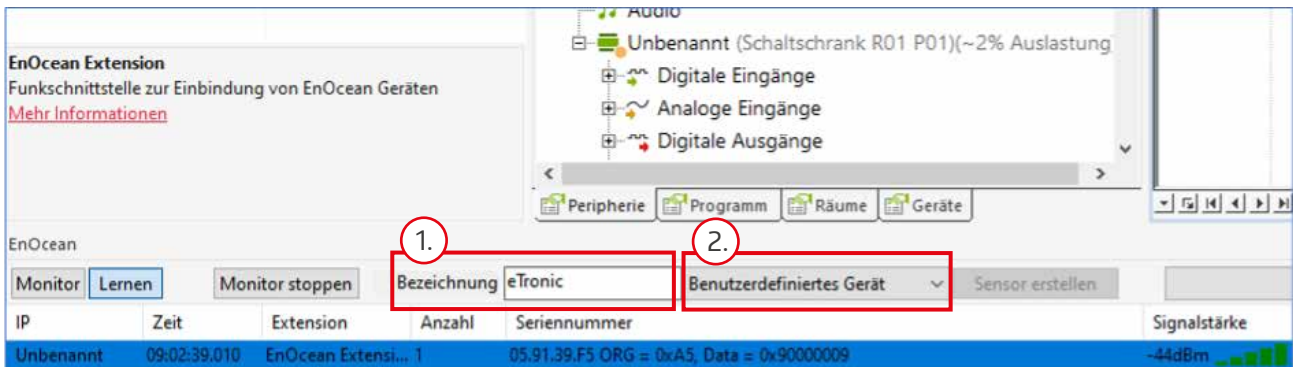 Audio
Unbenannt (Schaltschrank R01 P01)(~2% Auslastung
EnOcean Extension
Funkschnittstelle zur Einbindung von EnOcean Geräten
Mehr Informationen
Digitale Eingänge
Analoge Eingänge
Digitale Ausgänge
Peripherie Programm Räume Geräte
EnOcean
1. 2.
Monitor Lernen Monitor stoppen Bezeichnung eTronic Benutzerdefiniertes Gerät Sensor erstellen
IP Zeit Extension Anzahl Seriennummer Signalstärke
Unbenannt 09:02:39.010 EnOcean Extensi... 1 05.91.39.F5 ORG = 0xA5, Data = 0x90000009 -44dBm